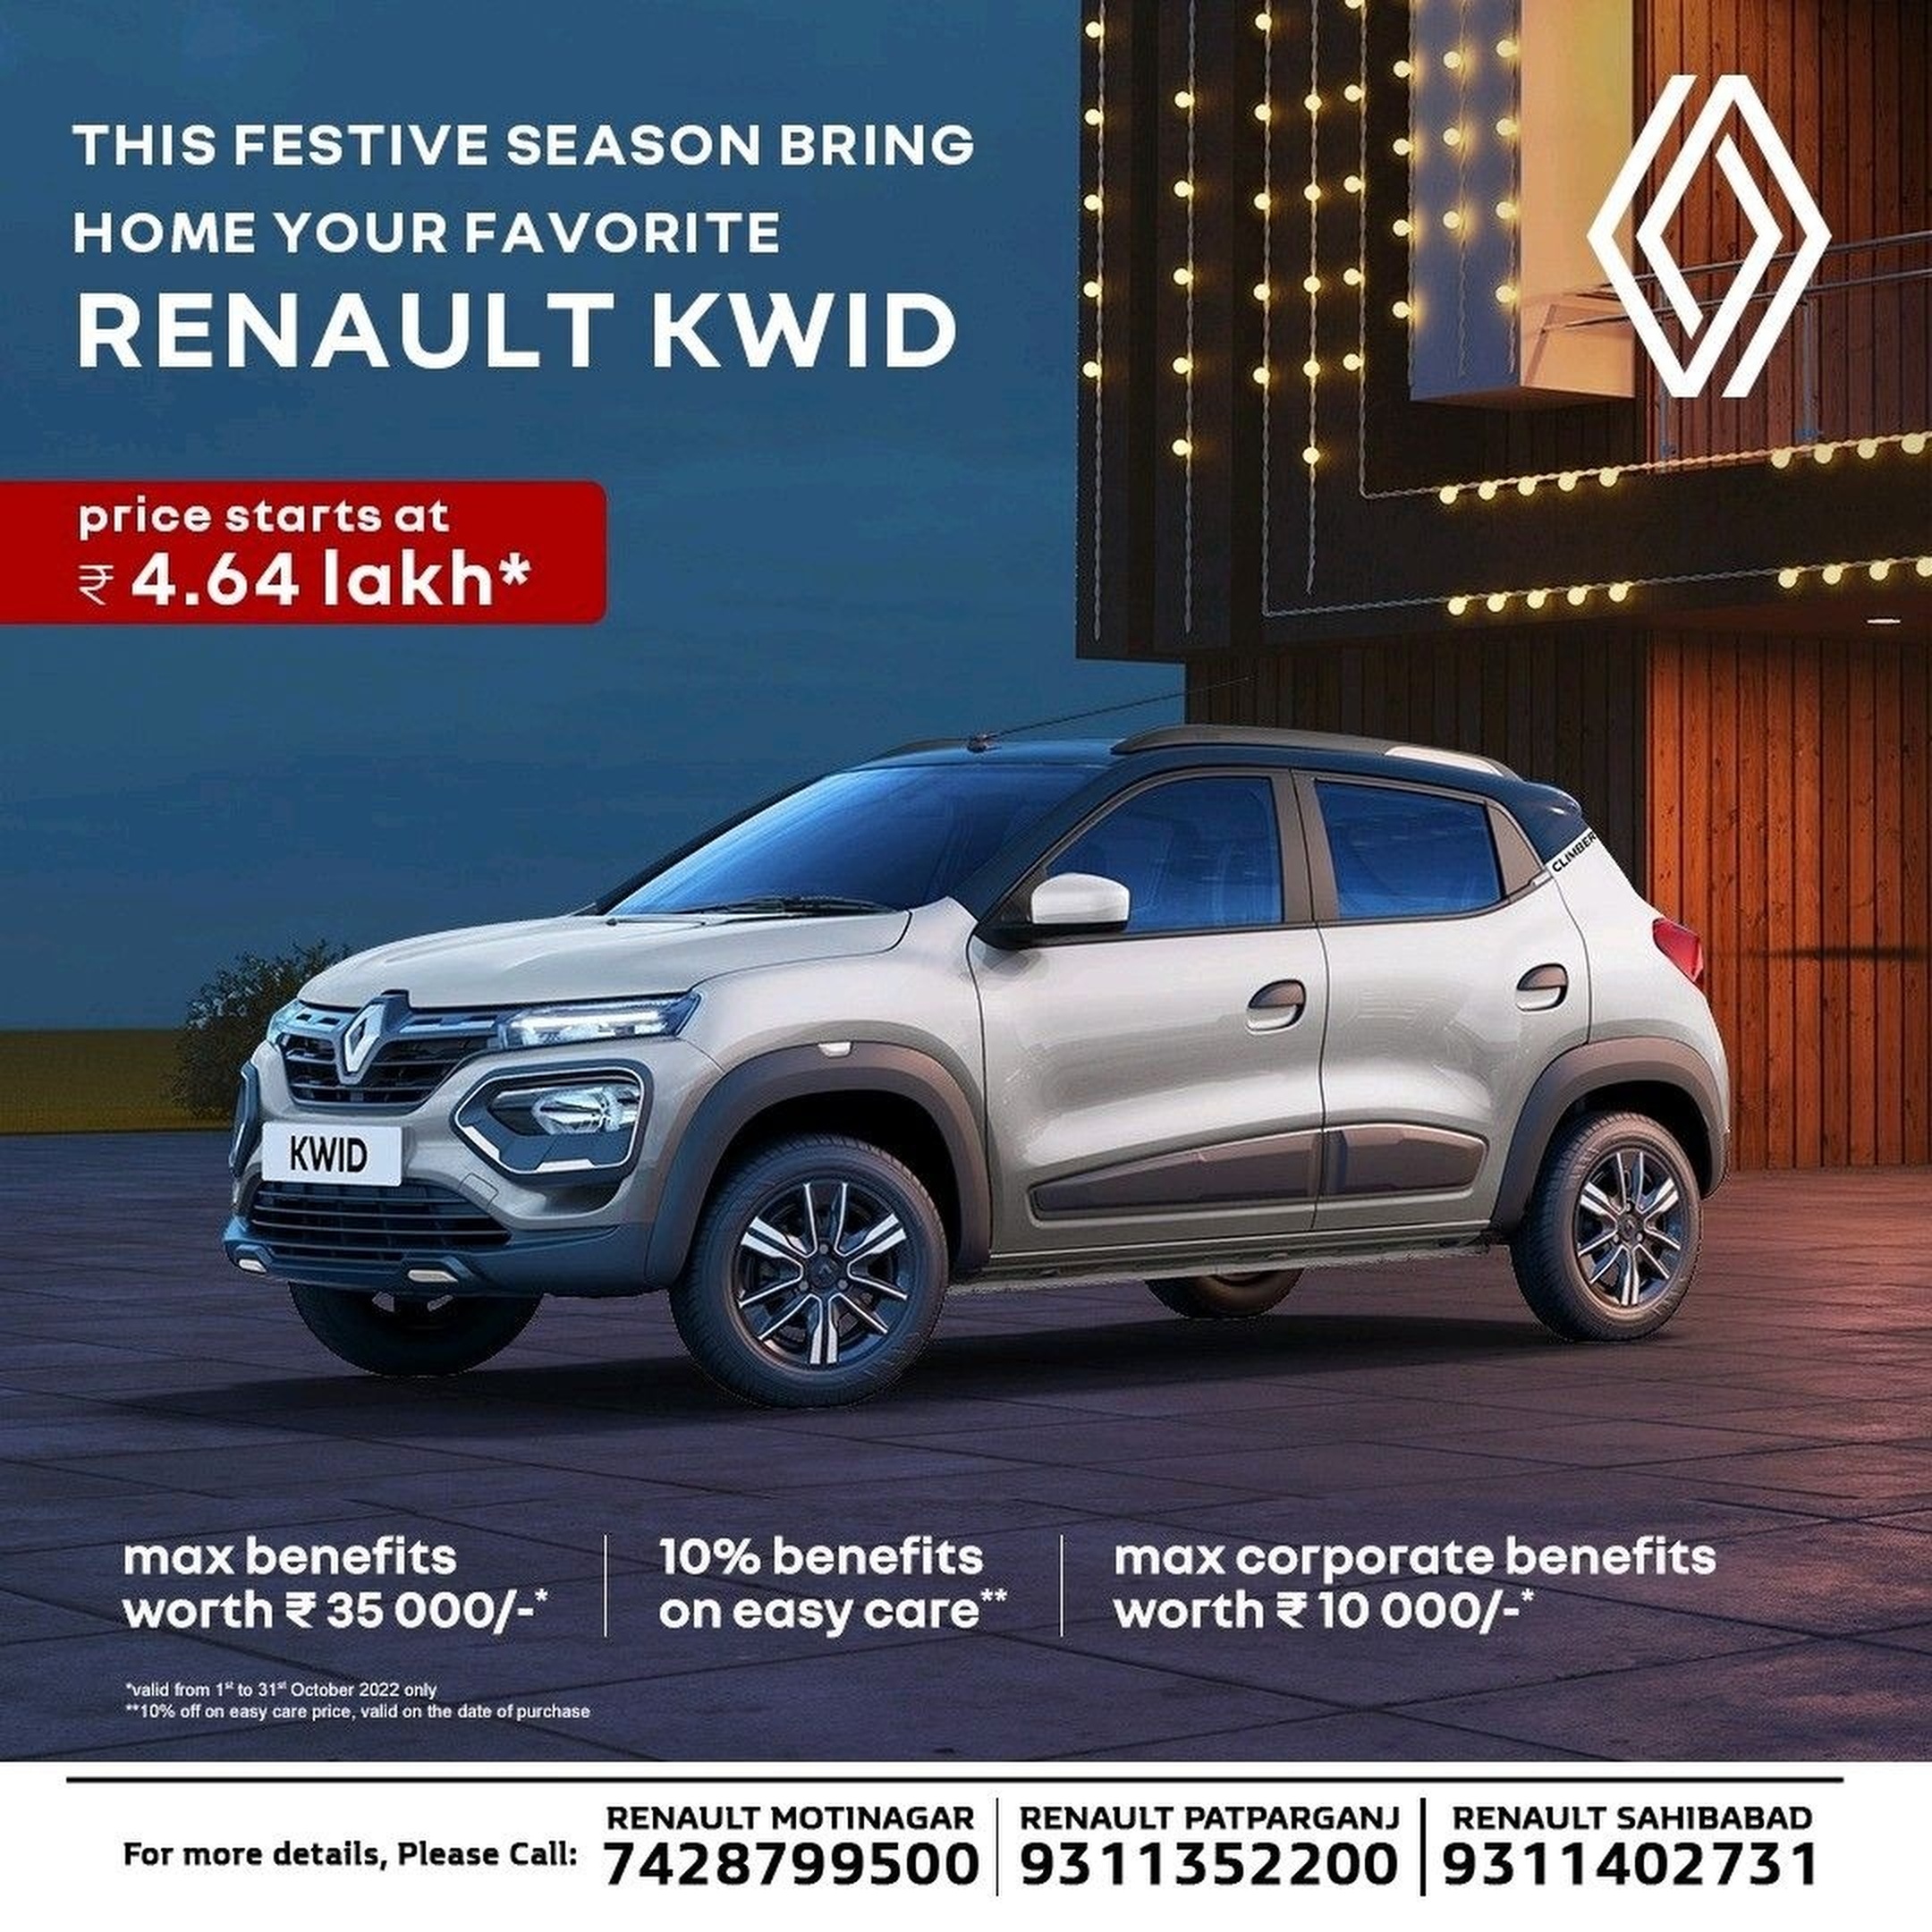 THIS FESTIVE SEASON BRING
HOME YOUR FAVORITE
RENAULT KWID
price starts at
₹ 4.64 lakh*
CLIMBER
KWID
max benefits
worth ₹ 35 000/-*
10% benefits
on easy care**
max corporate benefits
worth ₹ 10 000/-*
*valid from 1st to 31st October 2022 only
**10% off on easy care price, valid on the date of purchase
For more details, Please Call:
RENAULT MOTINAGAR
7428799500
RENAULT PATPARGANJ
9311352200
RENAULT SAHIBABAD
9311402731